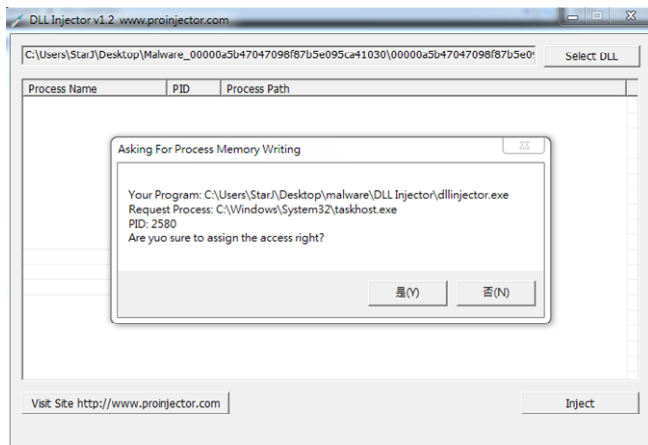 DLL Injector v1.2 www.proinjector.com
C:\Users\StarJ\Desktop\Malware_00000a5b47047098f87b5e095ca41030\00000a5b47047098f87b5e09
Select DLL
Process Name PID Process Path
Asking For Process Memory Writing
Your Program: C:\Users\StarJ\Desktop\malware\DLL Injector\dllinjector.exe
Request Process: C:\Windows\System32\taskhost.exe
PID: 2580
Are yuo sure to assign the access right?
是(Y) 否(N)
Visit Site http://www.proinjector.com Inject